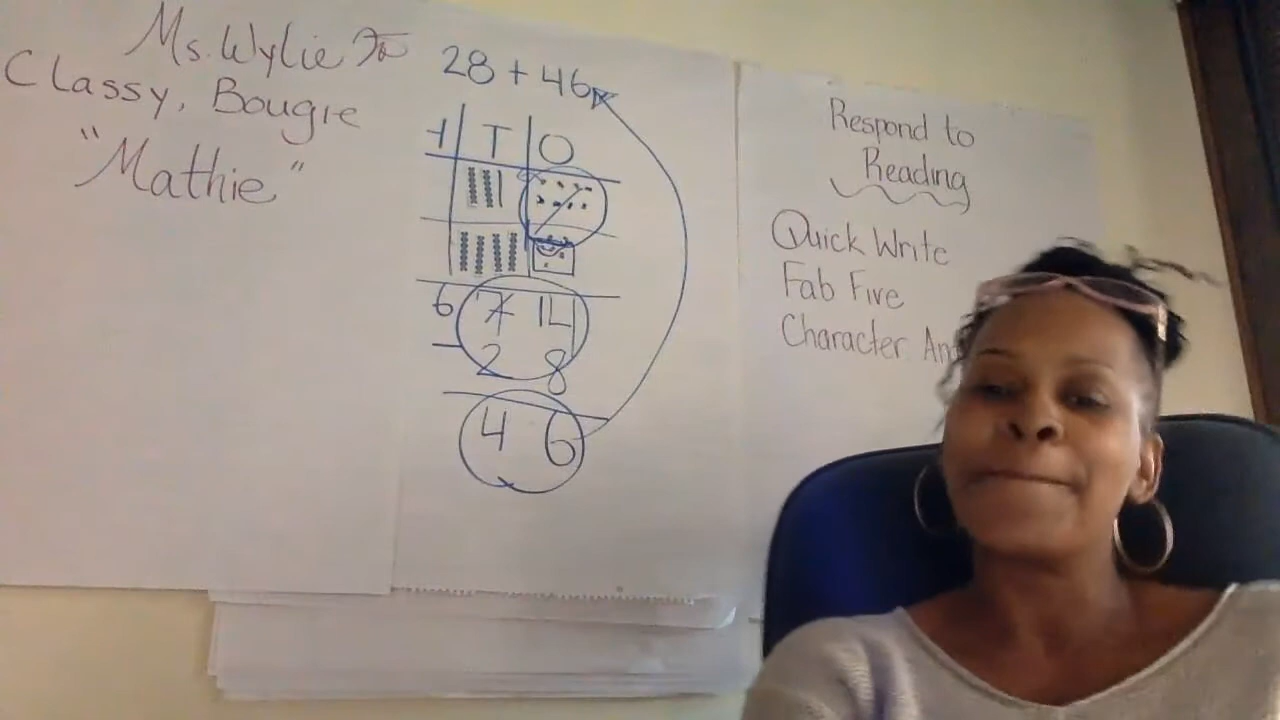 Ms. Wylie
Classy, Bougie
"Mathie"
28 + 46
H T O
6 7 14
2 8
4 6
Respond to
Reading
Quick Write
Fab Five
Character